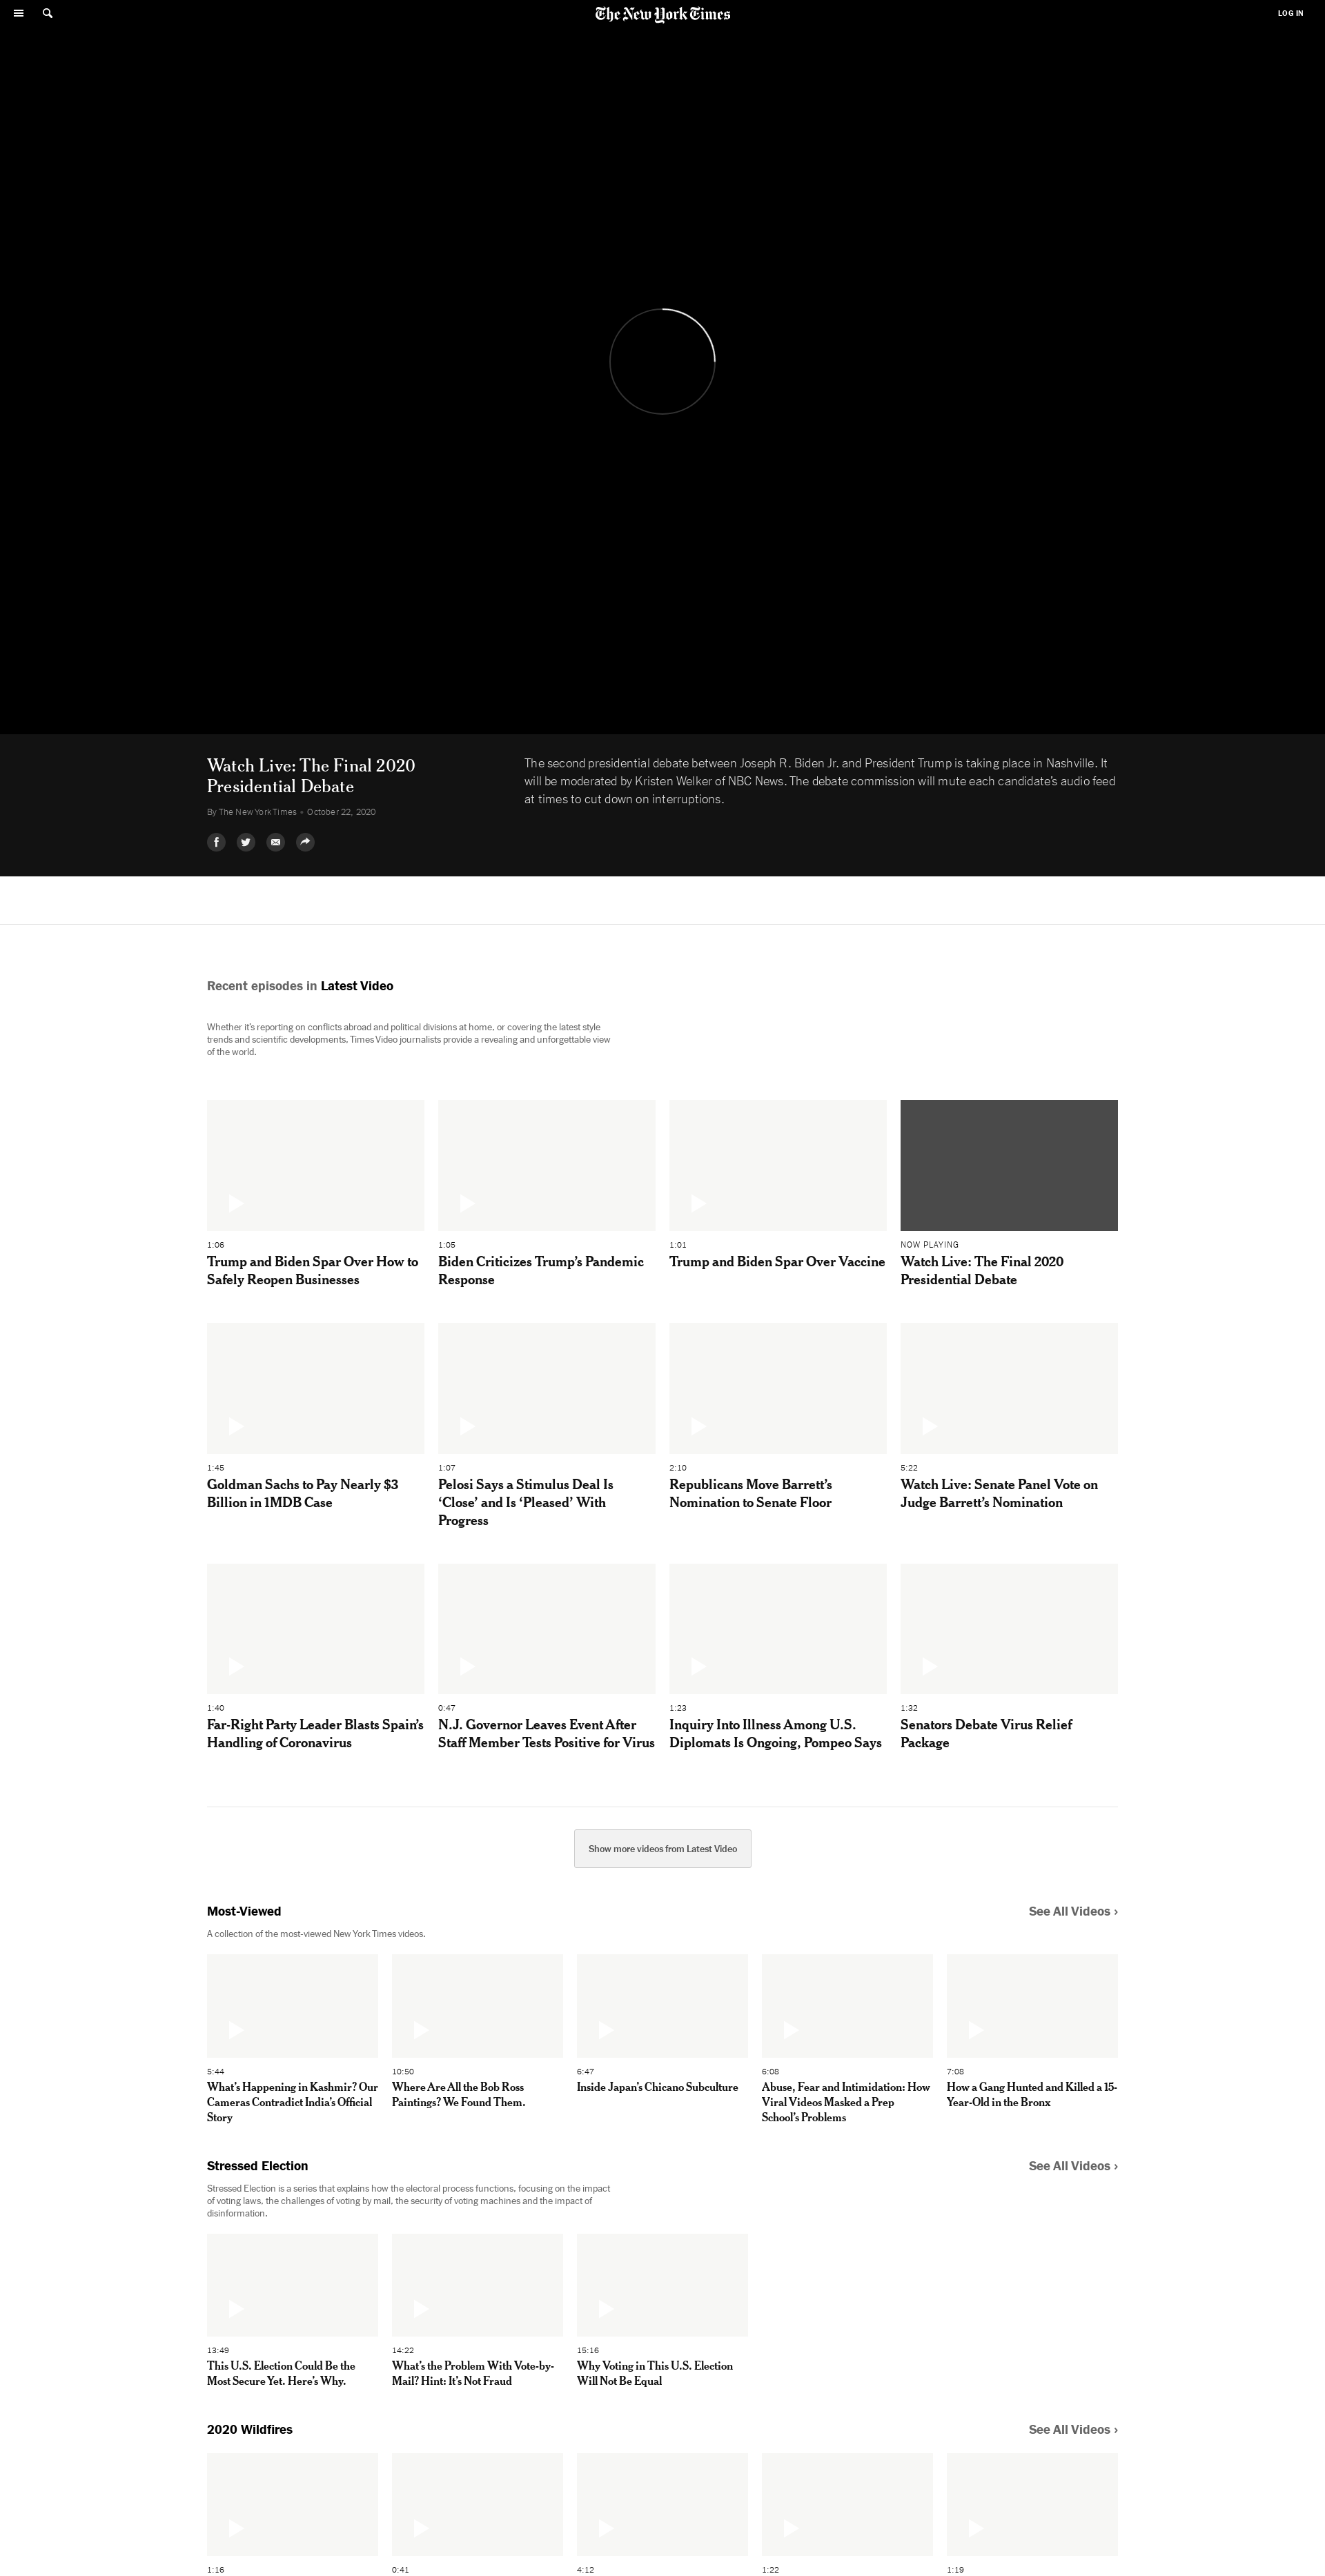 The New York Times
LOG IN
Watch Live: The Final 2020
Presidential Debate
By The New York Times • October 22, 2020
The second presidential debate between Joseph R. Biden Jr. and President Trump is taking place in Nashville. It
will be moderated by Kristen Welker of NBC News. The debate commission will mute each candidate’s audio feed
at times to cut down on interruptions.
Recent episodes in Latest Video
Whether it’s reporting on conflicts abroad and political divisions at home, or covering the latest style
trends and scientific developments, Times Video journalists provide a revealing and unforgettable view
of the world.
1:06
Trump and Biden Spar Over How to
Safely Reopen Businesses
1:05
Biden Criticizes Trump’s Pandemic
Response
1:01
Trump and Biden Spar Over Vaccine
NOW PLAYING
Watch Live: The Final 2020
Presidential Debate
1:45
Goldman Sachs to Pay Nearly $3
Billion in 1MDB Case
1:07
Pelosi Says a Stimulus Deal Is
‘Close’ and Is ‘Pleased’ With
Progress
2:10
Republicans Move Barrett’s
Nomination to Senate Floor
5:22
Watch Live: Senate Panel Vote on
Judge Barrett’s Nomination
1:40
Far-Right Party Leader Blasts Spain’s
Handling of Coronavirus
0:47
N.J. Governor Leaves Event After
Staff Member Tests Positive for Virus
1:23
Inquiry Into Illness Among U.S.
Diplomats Is Ongoing, Pompeo Says
1:32
Senators Debate Virus Relief
Package
Show more videos from Latest Video
Most-Viewed
See All Videos ›
A collection of the most-viewed New York Times videos.
5:44
What’s Happening in Kashmir? Our
Cameras Contradict India’s Official
Story
10:50
Where Are All the Bob Ross
Paintings? We Found Them.
6:47
Inside Japan’s Chicano Subculture
6:08
Abuse, Fear and Intimidation: How
Viral Videos Masked a Prep
School’s Problems
7:08
How a Gang Hunted and Killed a 15-
Year-Old in the Bronx
Stressed Election
See All Videos ›
Stressed Election is a series that explains how the electoral process functions, focusing on the impact
of voting laws, the challenges of voting by mail, the security of voting machines and the impact of
disinformation.
13:49
This U.S. Election Could Be the
Most Secure Yet. Here’s Why.
14:22
What’s the Problem With Vote-by-
Mail? Hint: It’s Not Fraud
15:16
Why Voting in This U.S. Election
Will Not Be Equal
2020 Wildfires
See All Videos ›
1:16
0:41
4:12
1:22
1:19